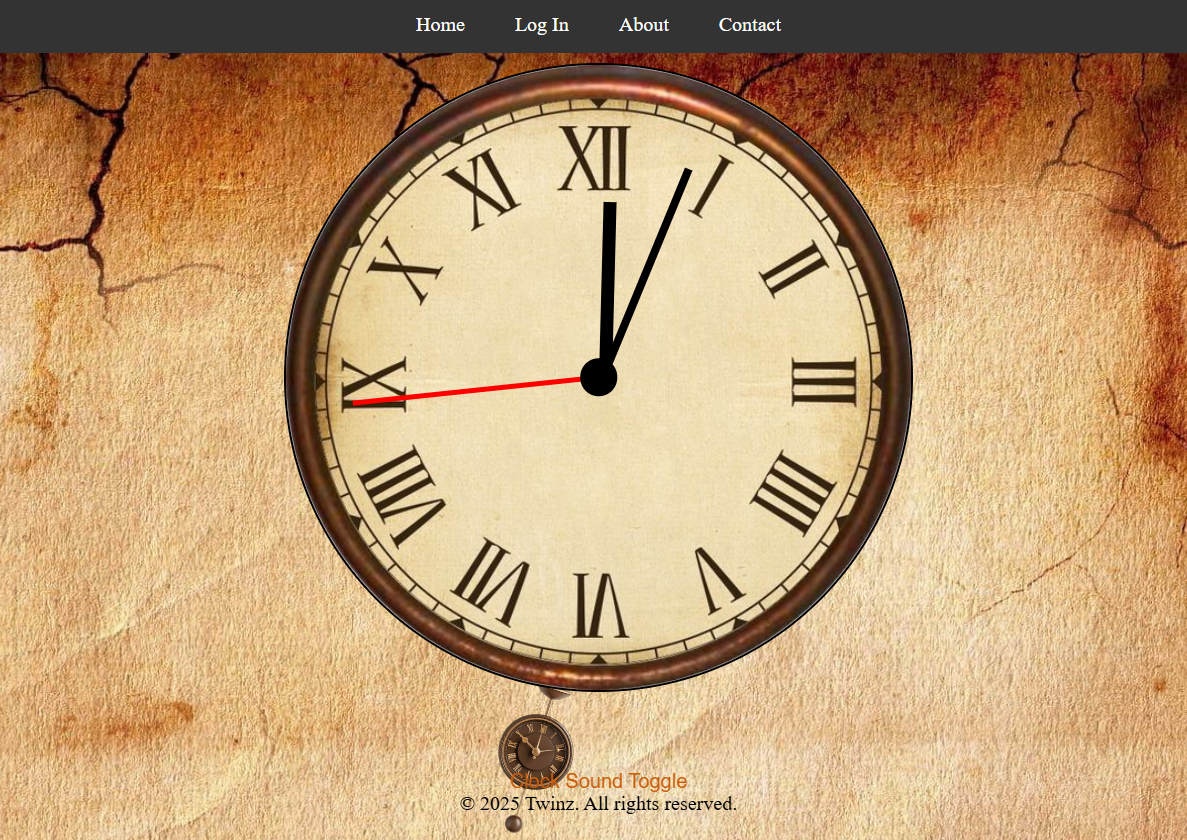 Home Log In About Contact
XII
I
II
III
IIII
V
VI
VII
VIII
IX
X
XI
Clock Sound Toggle
© 2025 Twinz. All rights reserved.